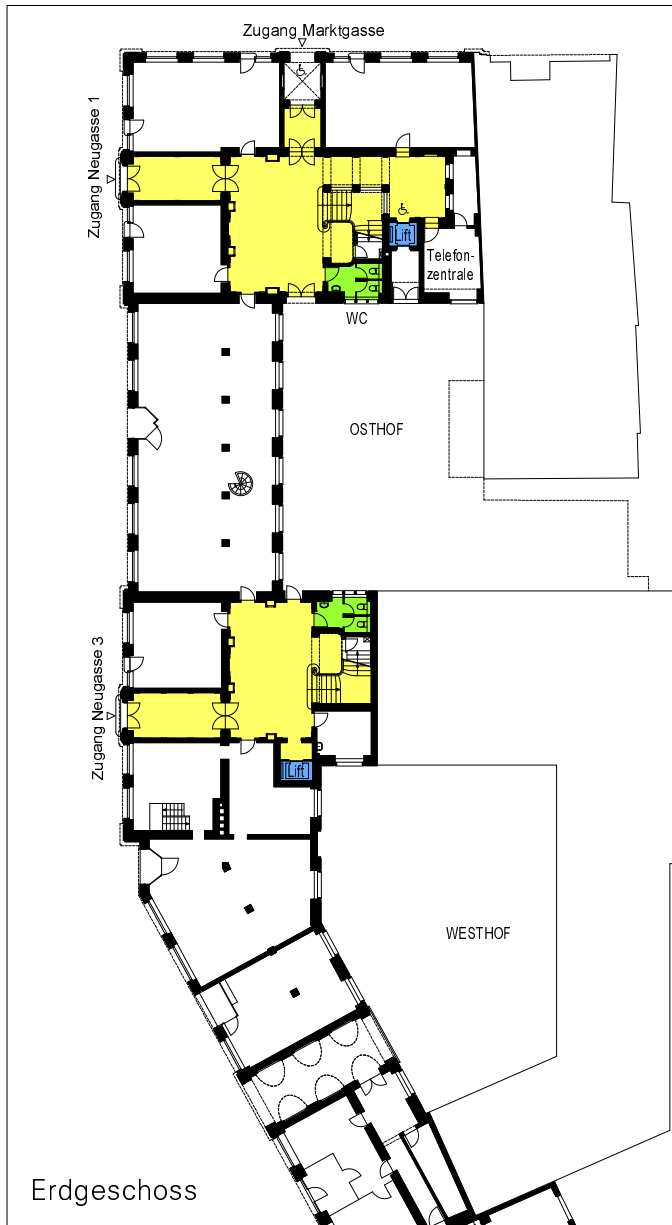 Zugang Marktgasse
Zugang Neugasse 1
Lift
Telefon-
zentrale
WC
OSTHOF
Zugang Neugasse 3
Lift
WESTHOF
Erdgeschoss